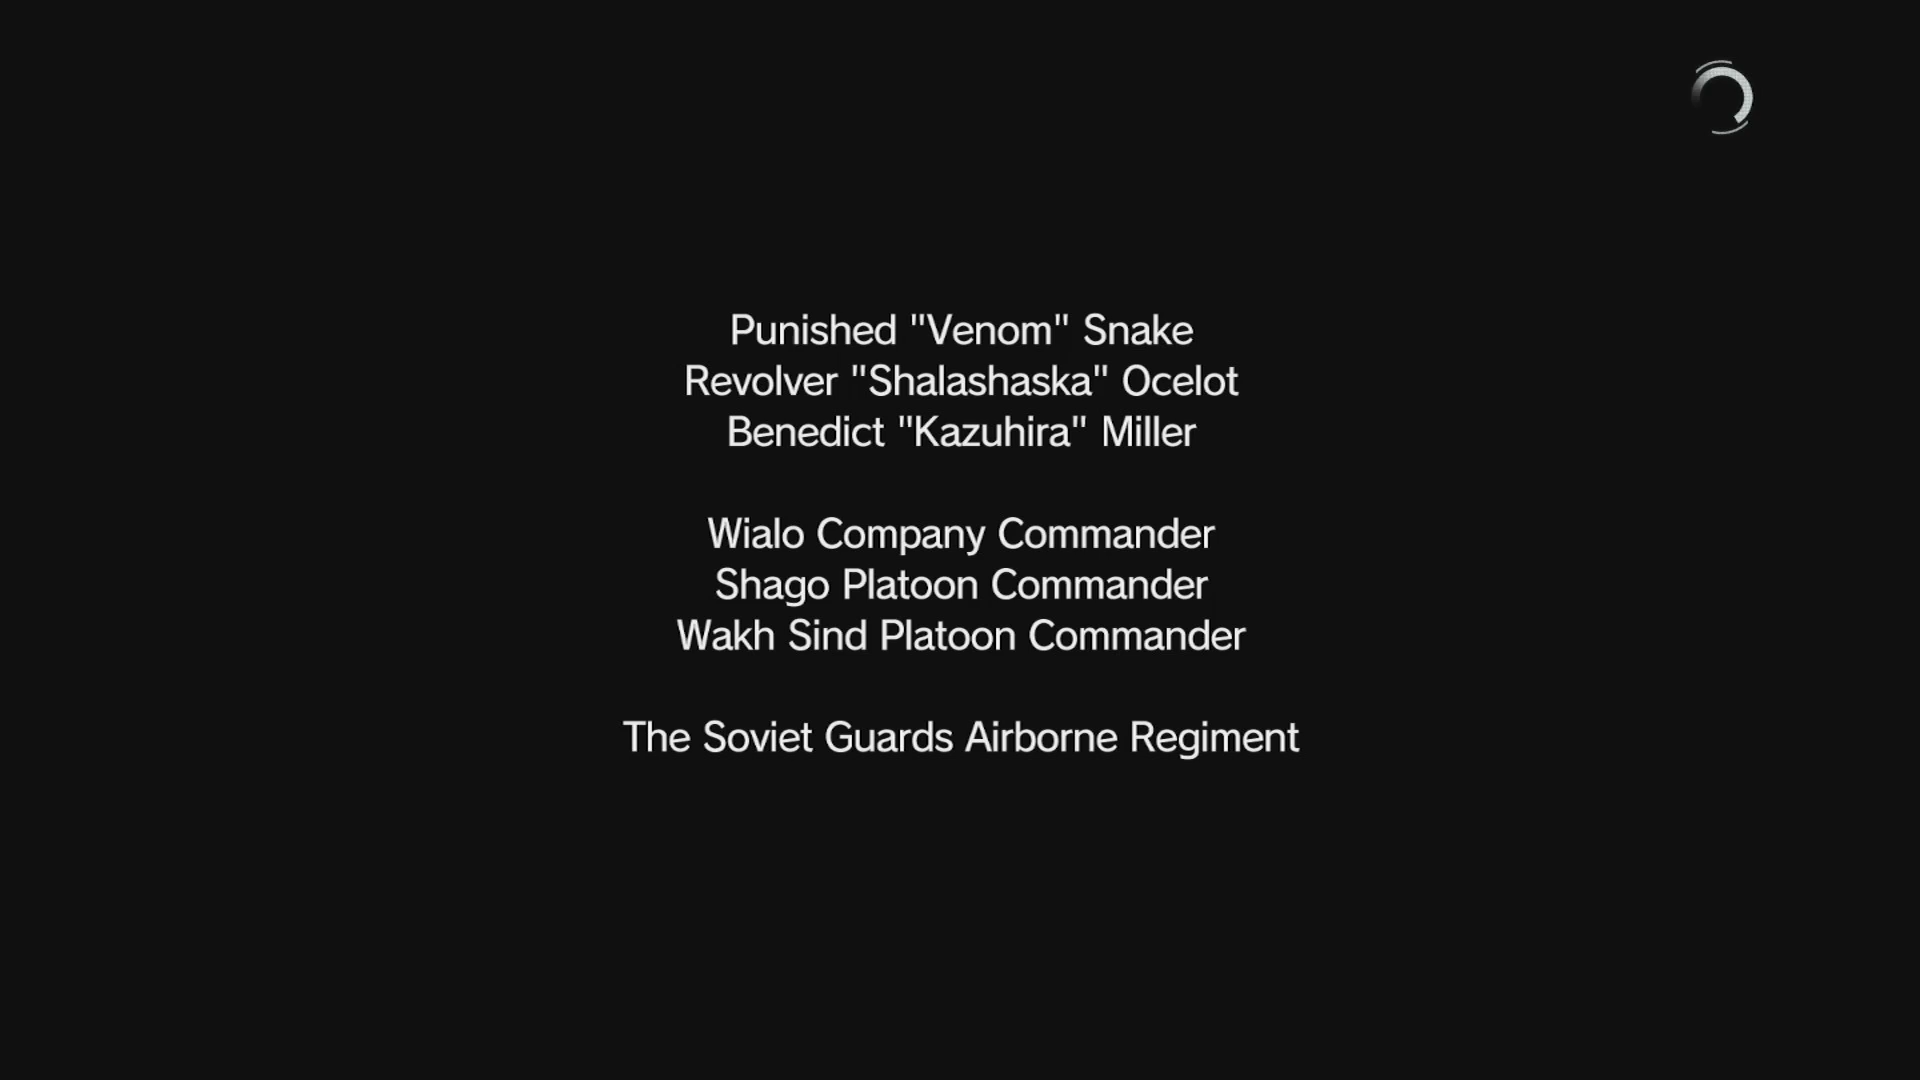 Punished "Venom" Snake
Revolver "Shalashaska" Ocelot
Benedict "Kazuhira" Miller
Wialo Company Commander
Shago Platoon Commander
Wakh Sind Platoon Commander
The Soviet Guards Airborne Regiment